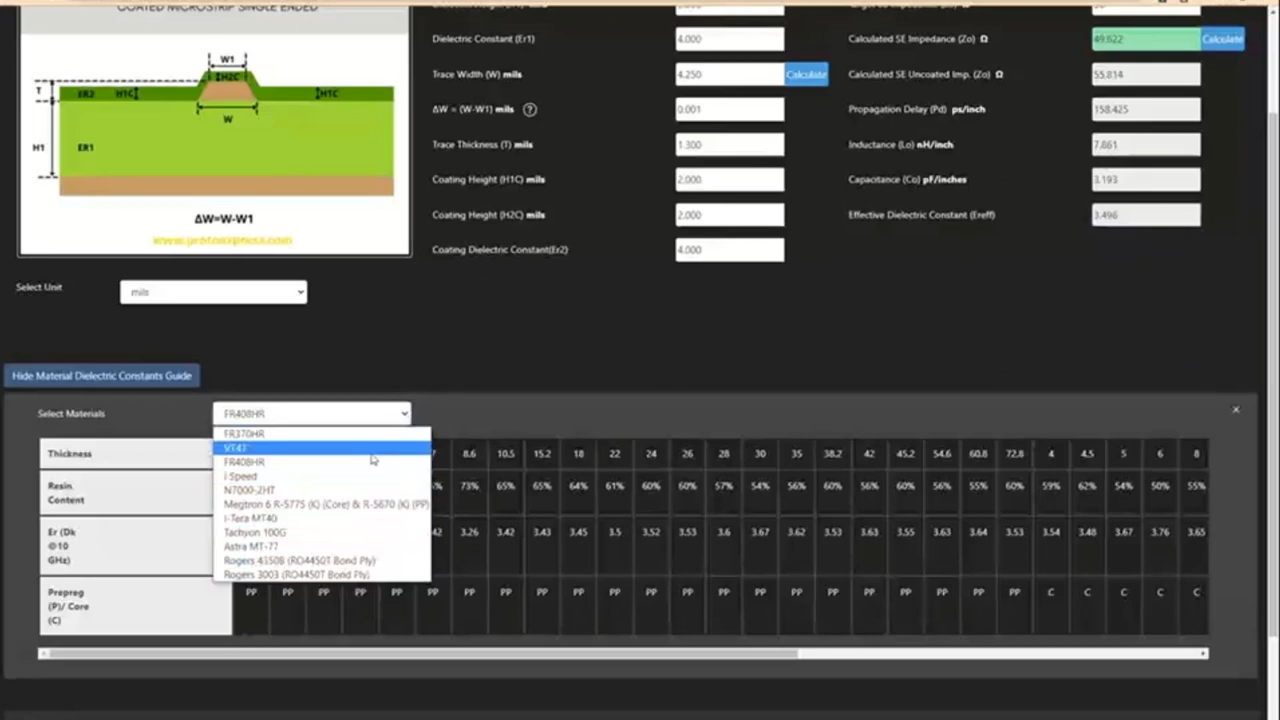 COATED MICROSTRIP SINGLE ENDED
W1
H2C
T
ER2
H1C
H1C
W
H1
ER1
ΔW=W-W1
www.protoexpress.com
Dielectric Constant (Er1)
4.000
Trace Width (W) mils
4.250
Calculate
ΔW = (W-W1) mils
?
0.001
Trace Thickness (T) mils
1.300
Coating Height (H1C) mils
2.000
Coating Height (H2C) mils
2.000
Coating Dielectric Constant(Er2)
4.000
Calculated SE Impedance (Zo) Ω
49.622
Calculate
Calculated SE Uncoated Imp. (Zo) Ω
55.814
Propagation Delay (Pd) ps/inch
158.425
Inductance (Lo) nH/inch
7.861
Capacitance (Co) pF/inches
3.193
Effective Dielectric Constant (Ereff)
3.496
Select Unit
mils
Hide Material Dielectric Constants Guide
Select Materials
FR408HR
FR370HR
VT47
FR408HR
I Speed
N7000-2HT
Megtron 6 R-5775 (K) (Core) & R-5670 (K) (PP)
I-Tera MT40
Tachyon 100G
Astra MT-77
Rogers 4350B (RO4450T Bond Ply)
Rogers 3003 (RO4450T Bond Ply)
Thickness
8.6 10.5 15.2 18 22 24 26 28 30 35 38.2 42 45.2 54.6 60.8 72.8 4 4.5 5 6 8
Resin
Content
73% 65% 65% 64% 61% 60% 60% 57% 54% 56% 60% 56% 60% 56% 55% 60% 59% 62% 54% 50% 55%
Er (Dk
@10
GHz)
3.26 3.42 3.43 3.45 3.5 3.52 3.53 3.6 3.67 3.62 3.53 3.63 3.55 3.63 3.64 3.53 3.54 3.48 3.67 3.76 3.65
Prepreg
(P)/ Core
(C)
PP PP PP PP PP PP PP PP PP PP PP PP PP PP PP PP PP PP PP PP PP PP C C C C C